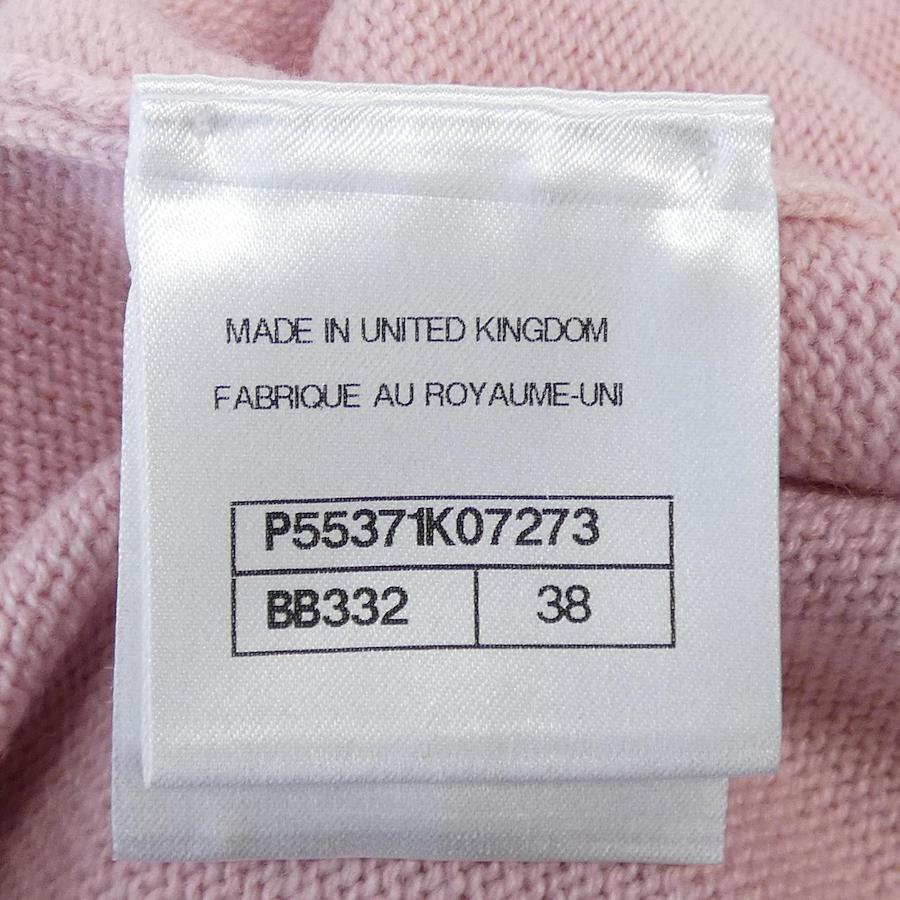 MADE IN UNITED KINGDOM
FABRIQUE AU ROYAUME-UNI
P55371K07273
BB332 38